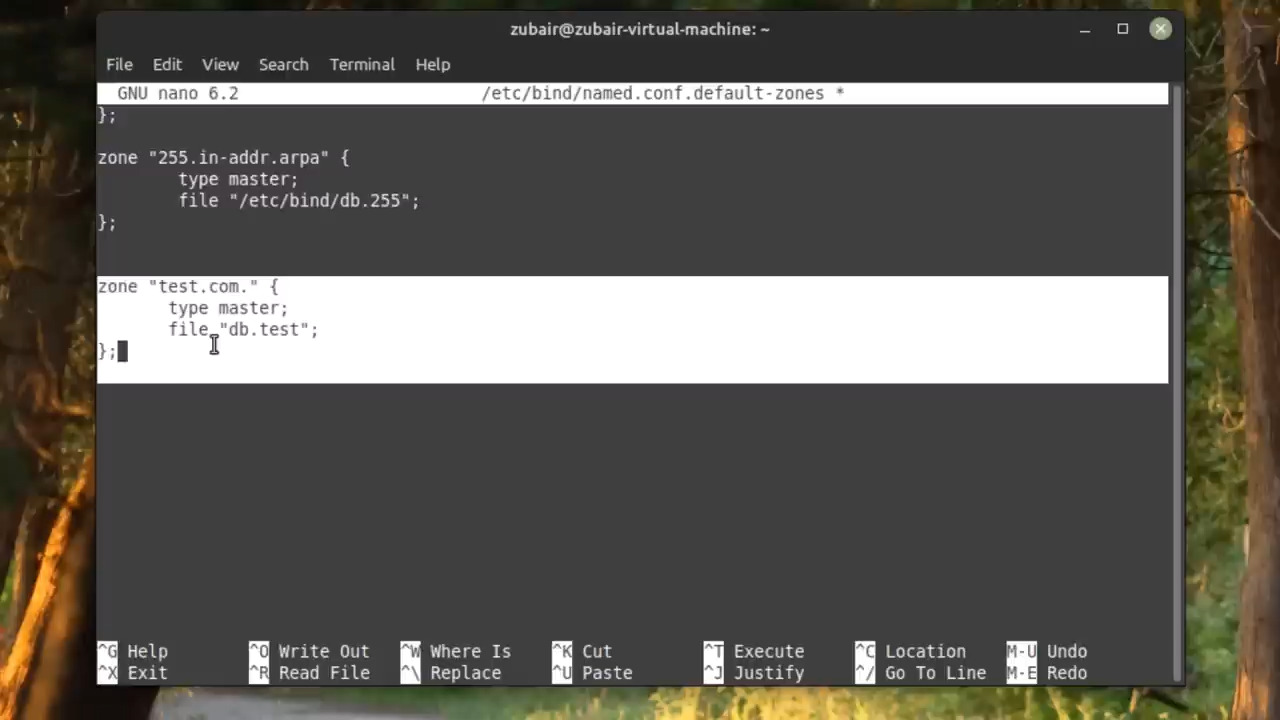 zubair@zubair-virtual-machine: ~
File Edit View Search Terminal Help
GNU nano 6.2 /etc/bind/named.conf.default-zones *
};
zone "255.in-addr.arpa" {
type master;
file "/etc/bind/db.255";
};
zone "test.com." {
type master;
file "db.test";
};
^G Help ^O Write Out ^W Where Is ^K Cut ^T Execute ^C Location M-U Undo
^X Exit ^R Read File ^\ Replace ^U Paste ^J Justify ^/ Go To Line M-E Redo